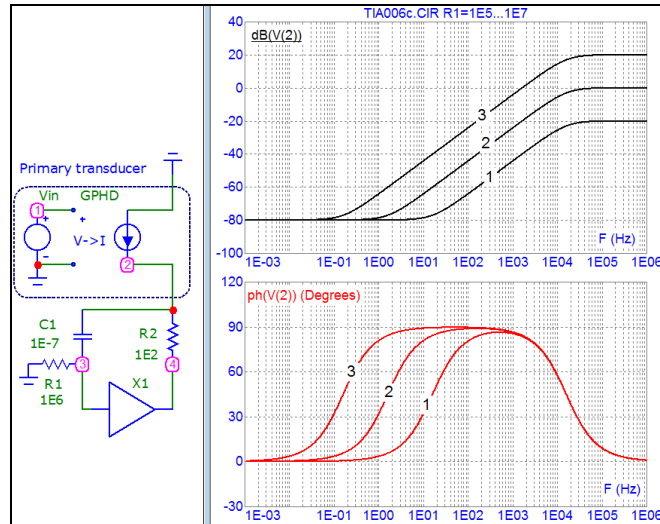 TIA006c.CIR R1=1E5...1E7
dB(V(2))
40
20
0
-20
-40
-60
-80
-100
3
2
1
F (Hz)
1E-03 1E-01 1E00 1E01 1E02 1E03 1E04 1E05 1E06
ph(V(2)) (Degrees)
120
90
60
30
0
-30
3
2
1
F (Hz)
1E-03 1E-01 1E00 1E01 1E02 1E03 1E04 1E05 1E06
Primary transducer
Vin GPHD
1
+ +
V->I
- -
2
C1
1E-7
R2
1E2
3
4
R1
1E6
X1